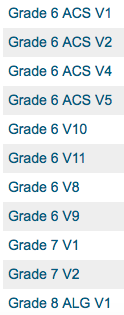 Grade 6 ACS V1
Grade 6 ACS V2
Grade 6 ACS V4
Grade 6 ACS V5
Grade 6 V10
Grade 6 V11
Grade 6 V8
Grade 6 V9
Grade 7 V1
Grade 7 V2
Grade 8 ALG V1